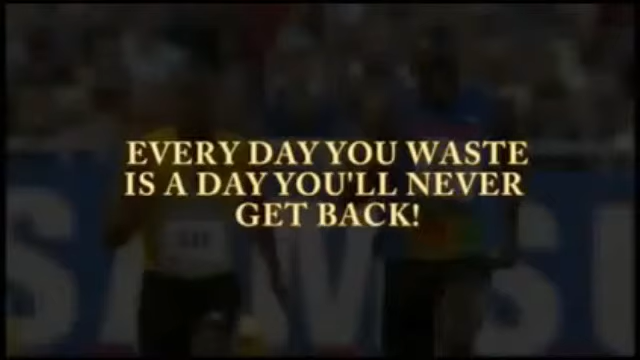 EVERY DAY YOU WASTE
IS A DAY YOU'LL NEVER
GET BACK!